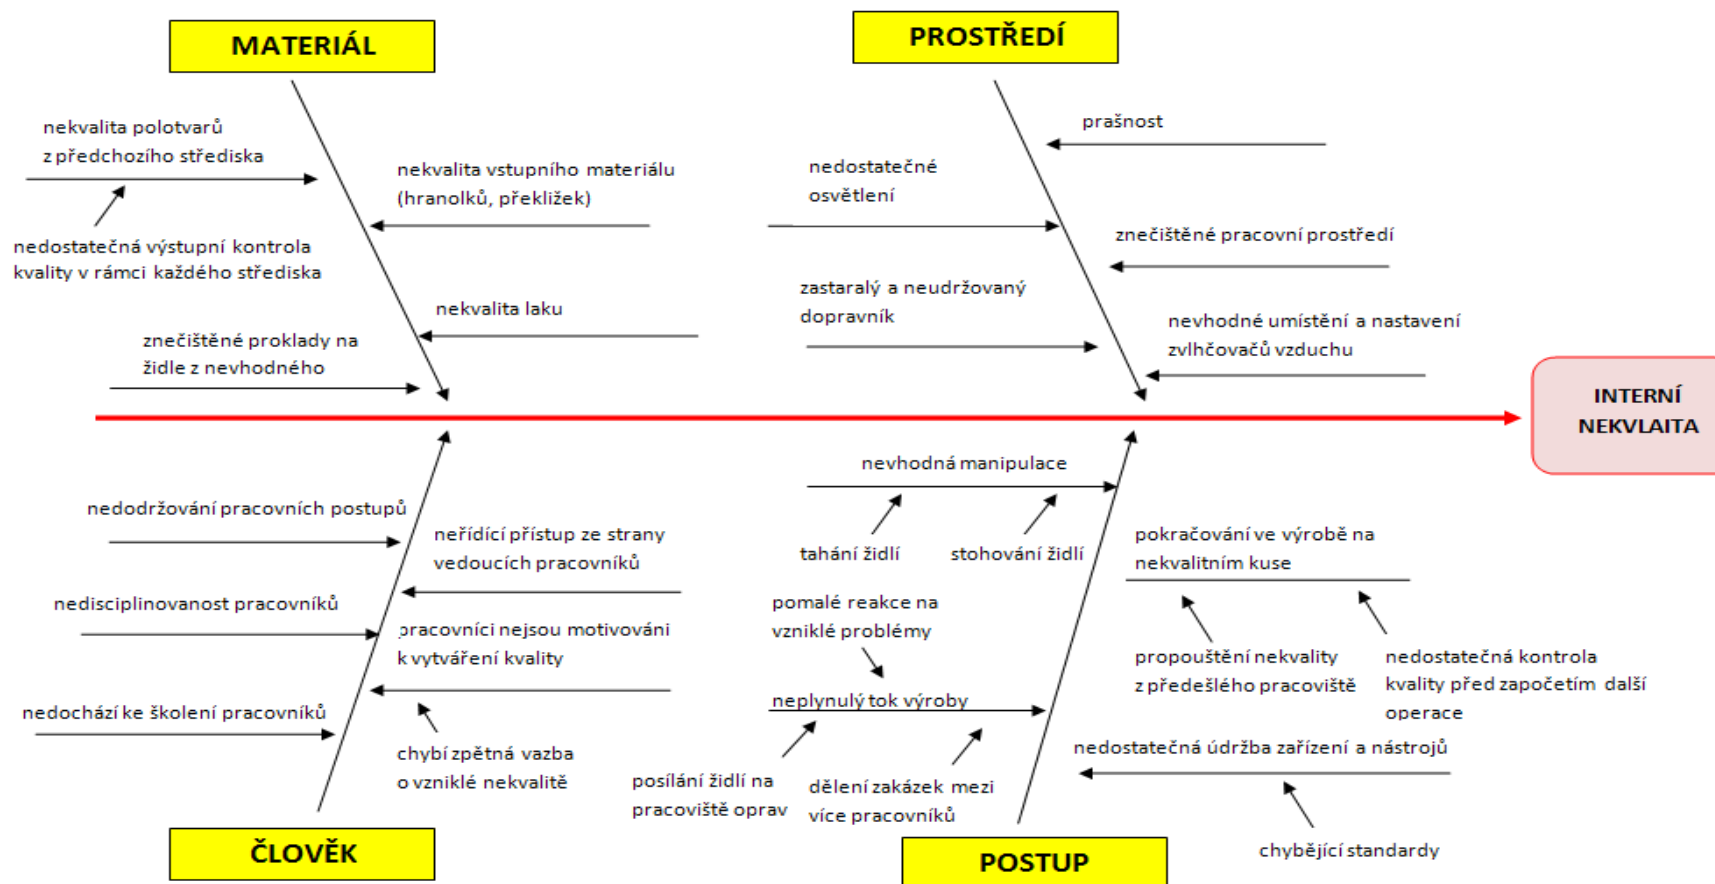 MATERIÁL
PROSTŘEDÍ
nekvalita polotvarů
z předchozího střediska
nedostatečná výstupní kontrola
kvality v rámci každého střediska
nekvalita vstupního materiálu
(hranolků, překližek)
nekvalita laku
znečištěné proklady na
židle z nevhodného
prašnost
nedostatečné
osvětlení
znečištěné pracovní prostředí
zastaralý a neudržovaný
dopravník
nevhodné umístění a nastavení
zvlhčovačů vzduchu
INTERNÍ
NEKVLAITA
nedodržování pracovních postupů
neřídící přístup ze strany
vedoucích pracovníků
nedisciplinovanost pracovníků
pracovníci nejsou motivováni
k vytváření kvality
nedochází ke školení pracovníků
chybí zpětná vazba
o vzniklé nekvalitě
nevhodná manipulace
tahání židlí
stohování židlí
pokračování ve výrobě na
nekvalitním kuse
pomalé reakce na
vzniklé problémy
propouštění nekvality
z předešlého pracoviště
nedostatečná kontrola
kvality před započetím další
operace
neplynulý tok výroby
posílání židlí na
pracoviště oprav
dělení zakázek mezi
více pracovníků
nedostatečná údržba zařízení a nástrojů
chybějící standardy
ČLOVĚK
POSTUP